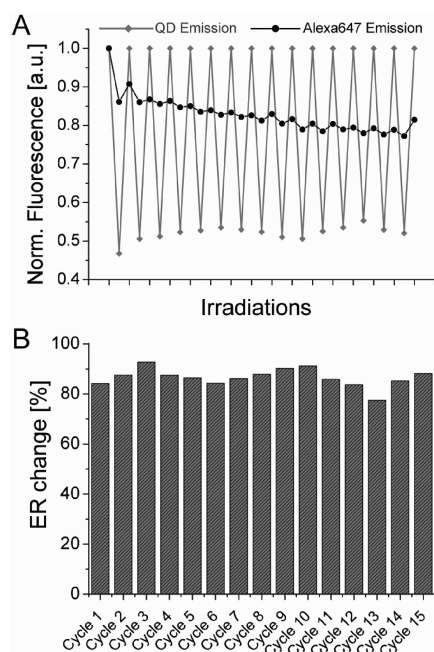 A
QD Emission Alexa647 Emission
Norm. Fluorescence [a.u.]
1.0
0.9
0.8
0.7
0.6
0.5
0.4
Irradiations
B
ER change [%]
100
80
60
40
20
0
Cycle 1
Cycle 2
Cycle 3
Cycle 4
Cycle 5
Cycle 6
Cycle 7
Cycle 8
Cycle 9
Cycle 10
Cycle 11
Cycle 12
Cycle 13
Cycle 14
Cycle 15